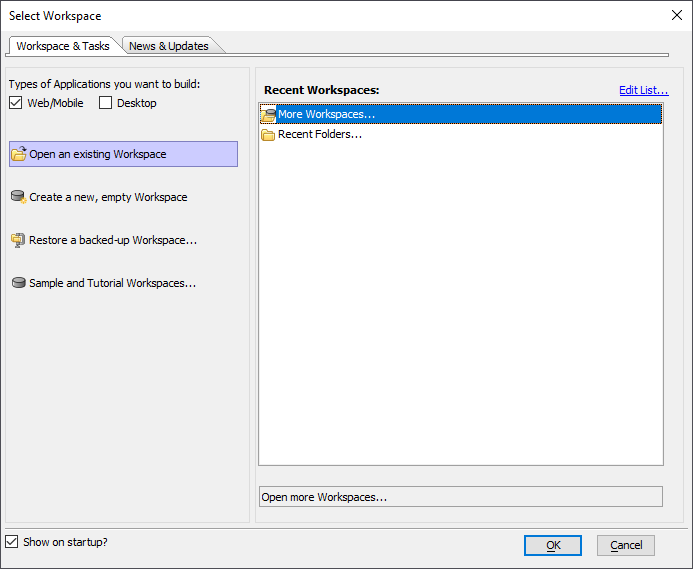 Select Workspace
Workspace & Tasks
News & Updates
Types of Applications you want to build:
Web/Mobile
Desktop
Open an existing Workspace
Create a new, empty Workspace
Restore a backed-up Workspace...
Sample and Tutorial Workspaces...
Recent Workspaces:
Edit List...
More Workspaces...
Recent Folders...
Open more Workspaces...
Show on startup?
OK
Cancel